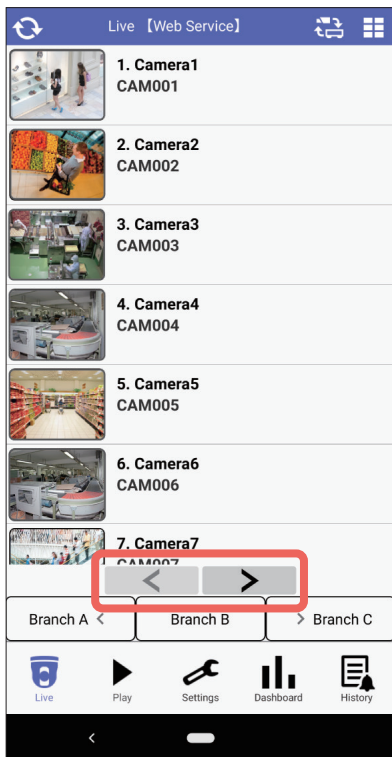 Live 【Web Service】
1. Camera1
CAM001
2. Camera2
CAM002
3. Camera3
CAM003
4. Camera4
CAM004
5. Camera5
CAM005
6. Camera6
CAM006
7. Camera7
CAM007
< >
Branch A < Branch B > Branch C
Live Play Settings Dashboard History